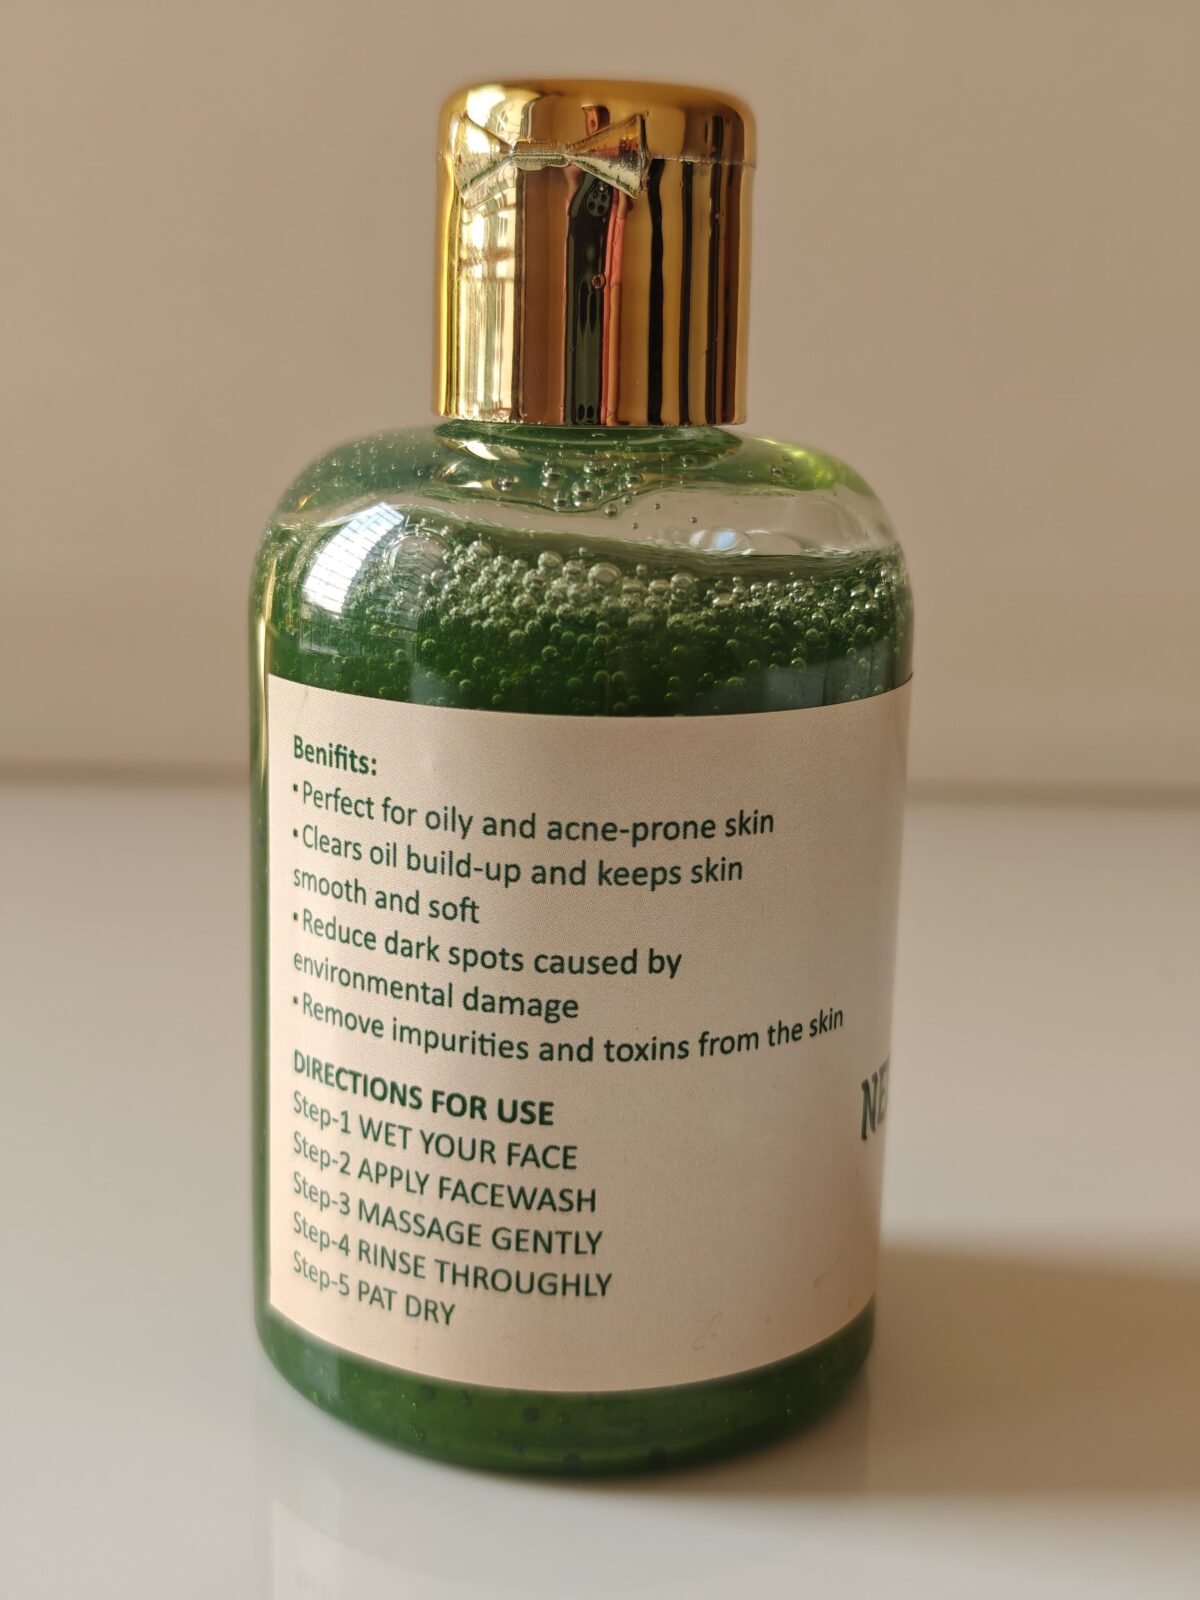 Benifits:
•Perfect for oily and acne-prone skin
•Clears oil build-up and keeps skin
smooth and soft
•Reduce dark spots caused by
environmental damage
•Remove impurities and toxins from the skin
DIRECTIONS FOR USE
Step-1 WET YOUR FACE
Step-2 APPLY FACEWASH
Step-3 MASSAGE GENTLY
Step-4 RINSE THROUGHLY
Step-5 PAT DRY